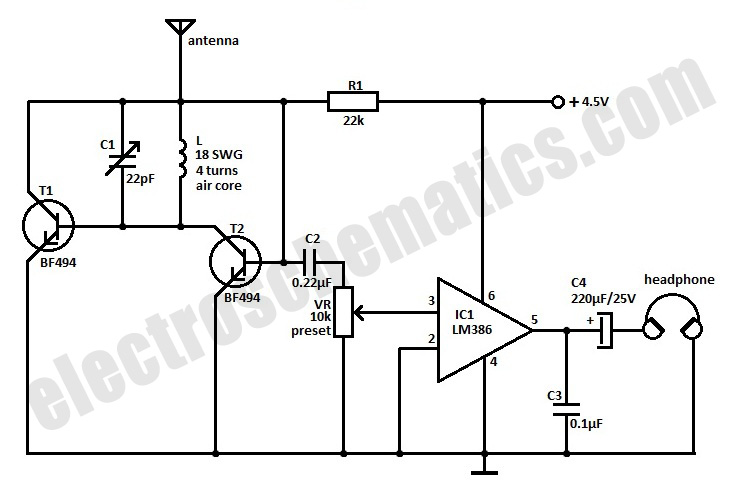 antenna
R1
22k
+ 4.5V
C1
22pF
L
18 SWG
4 turns
air core
T1
BF494
T2
BF494
C2
0.22µF
VR
10k
preset
3
2
6
IC1
LM386
5
4
C4
220µF/25V
+
headphone
C3
0.1µF
electroschematics.com